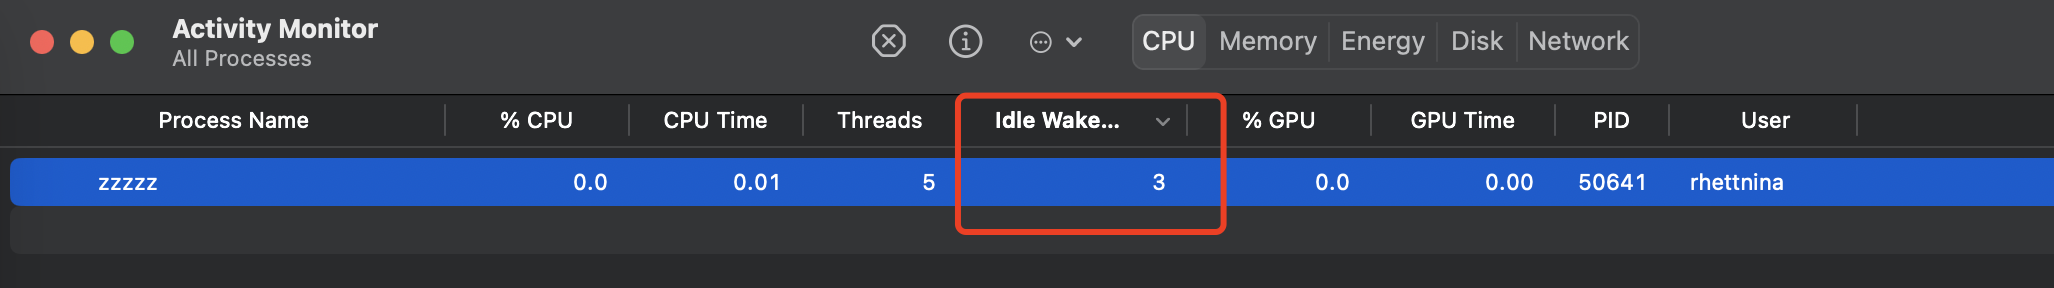 Activity Monitor
All Processes
CPU Memory Energy Disk Network
Process Name % CPU CPU Time Threads Idle Wake... % GPU GPU Time PID User
zzzzz 0.0 0.01 5 3 0.0 0.00 50641 rhettnina